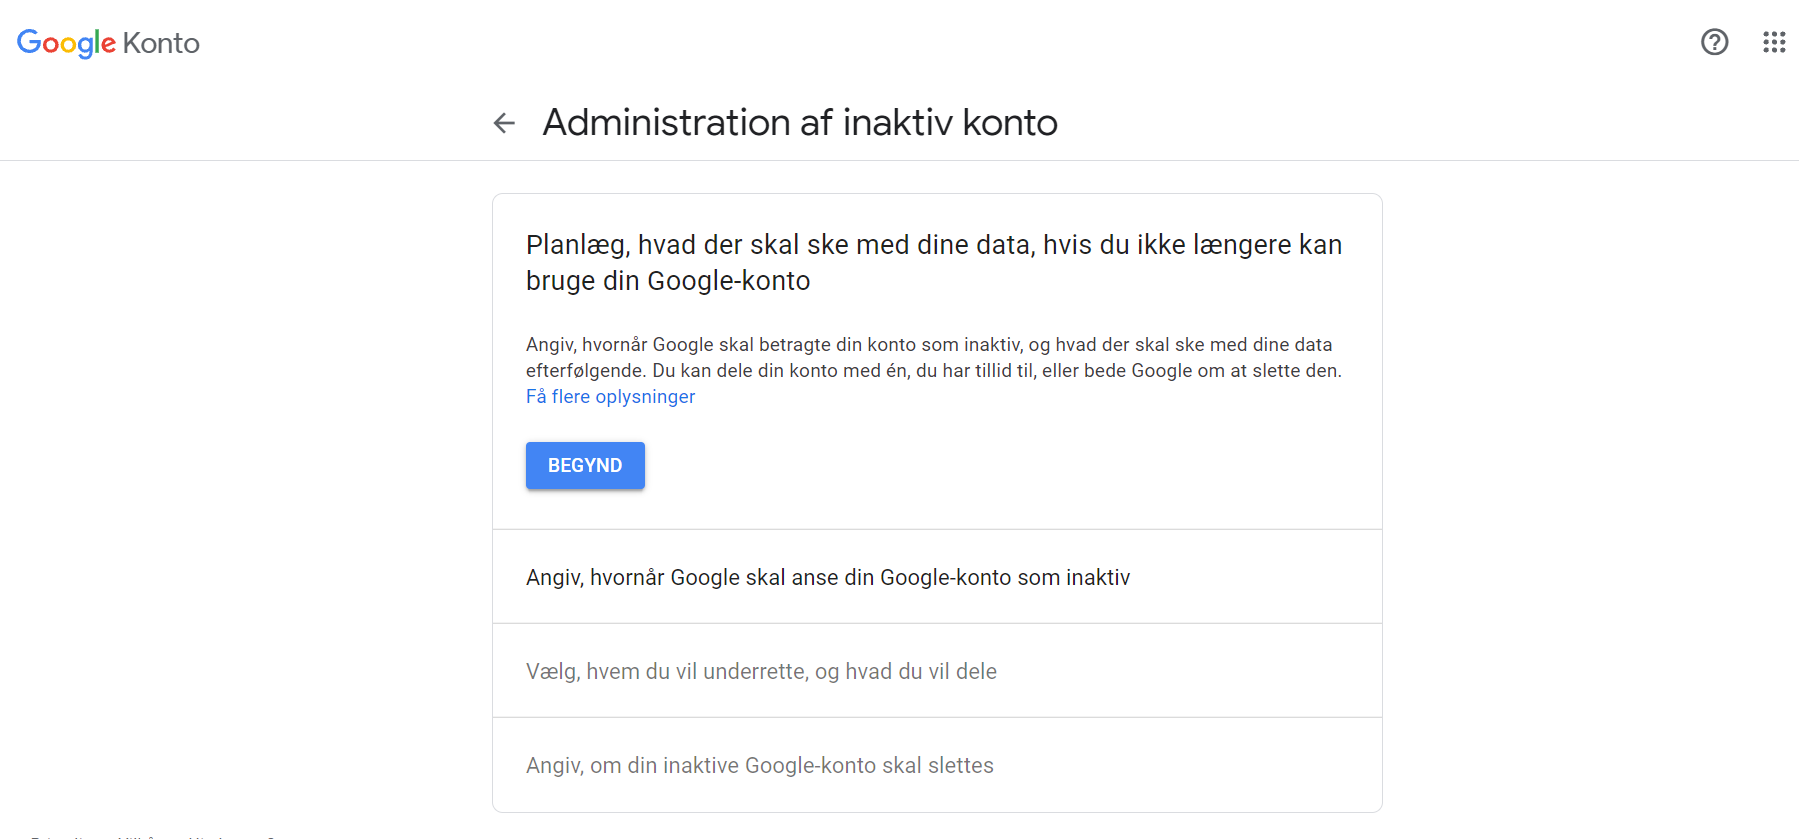 Google Konto
Administration af inaktiv konto
Planlæg, hvad der skal ske med dine data, hvis du ikke længere kan
bruge din Google-konto
Angiv, hvornår Google skal betragte din konto som inaktiv, og hvad der skal ske med dine data
efterfølgende. Du kan dele din konto med én, du har tillid til, eller bede Google om at slette den.
Få flere oplysninger
BEGYND
Angiv, hvornår Google skal anse din Google-konto som inaktiv
Vælg, hvem du vil underrette, og hvad du vil dele
Angiv, om din inaktive Google-konto skal slettes